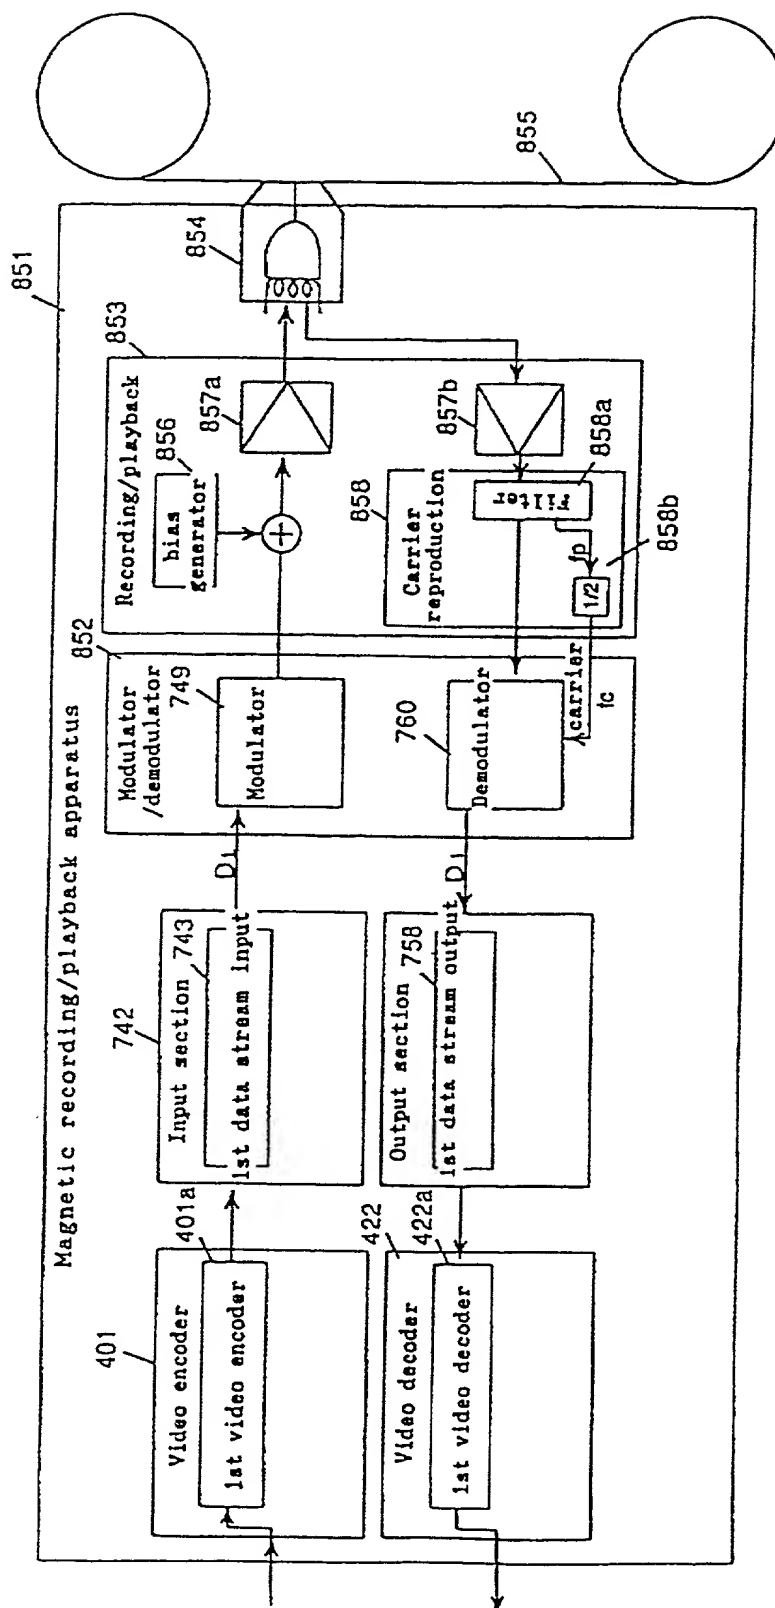 Magnetic recording/playback apparatus
851
401
Video encoder
401a
1st video encoder
742
Input section
743
1st data stream input
D1
852
Modulator
/demodulator
749
Modulator
853
Recording/playback
856
bias
generator
857a
854
855
422
Video decoder
422a
1st video decoder
Output section
758
1st data stream output
D1
760
Demodulator
carrier
fc
858
Carrier
reproduction
Filter
858a
fp
1/2
858b
857b